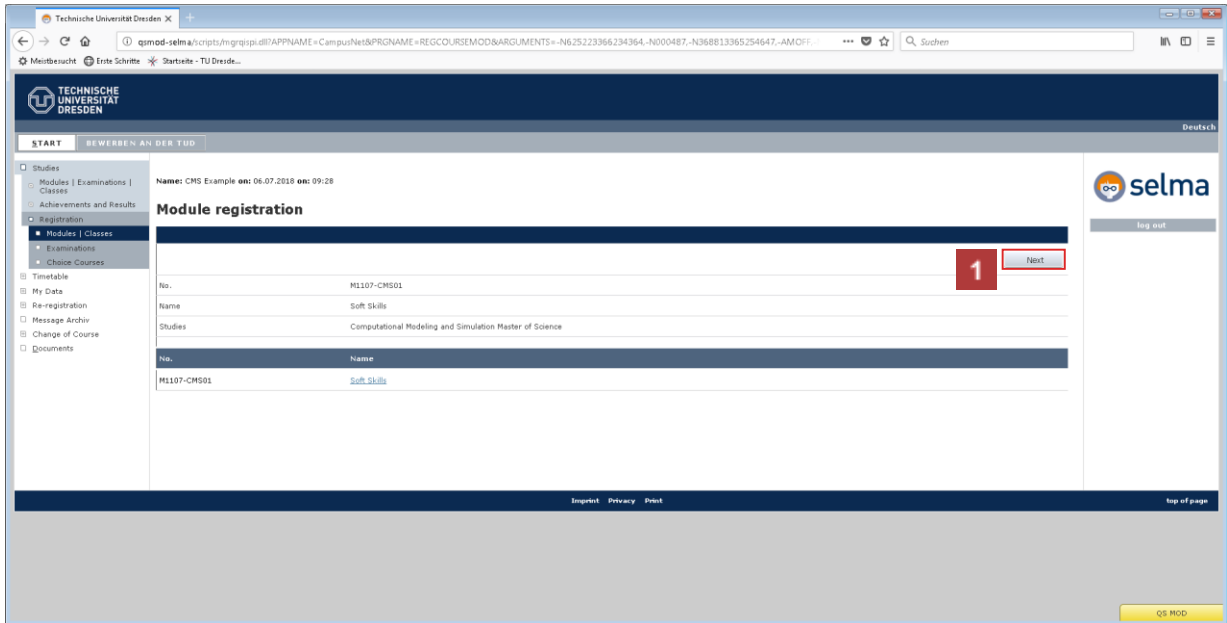 Technische Universität Dresden
qsmod-selma/scripts/mgrqispi.dll?APPNAME=CampusNet&PRGNAME=REGCOURSEMOD&ARGUMENTS=-N625223366234364,-N000487,-N368813365254647,-AMOFF,-
Suchen
Meistbesucht Erste Schritte Startseite - TU Dresde...
TECHNISCHE
UNIVERSITÄT
DRESDEN
Deutsch
START BEWERBEN AN DER TUD
Studies
Modules | Examinations |
Classes
Achievements and Results
Registration
Modules | Classes
Examinations
Choice Courses
Timetable
My Data
Re-registration
Message Archiv
Change of Course
Documents
Name: CMS Example on: 06.07.2018 on: 09:28
Module registration
1 Next
No. M1107-CMS01
Name Soft Skills
Studies Computational Modeling and Simulation Master of Science
No. Name
M1107-CMS01 Soft Skills
selma
log out
Imprint Privacy Print top of page
QS MOD